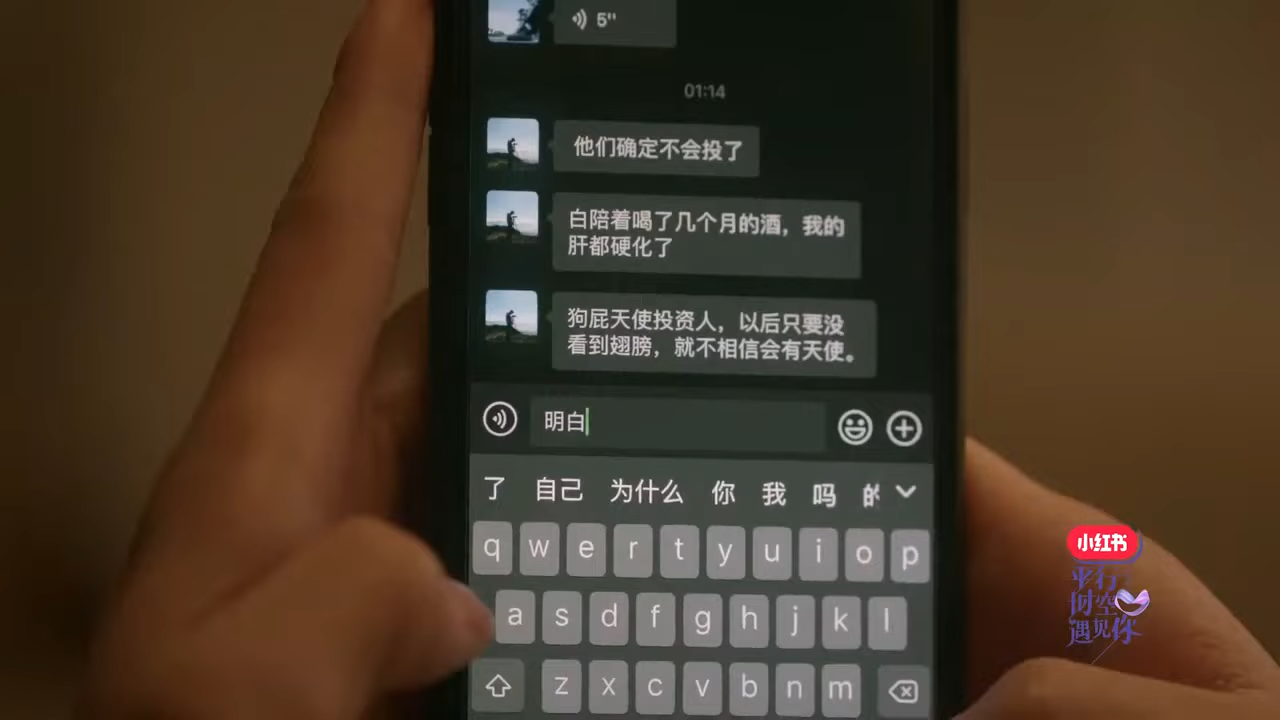 5"
01:14
他们确定不会投了
白陪着喝了几个月的酒，我的
肝都硬化了
狗屁天使投资人，以后只要没
看到翅膀，就不相信会有天使。
明白
了 自己 为什么 你 我 吗 的
q w e r t y u i o p
a s d f g h j k l
z x c v b n m
小红书
平行
时空
遇见你